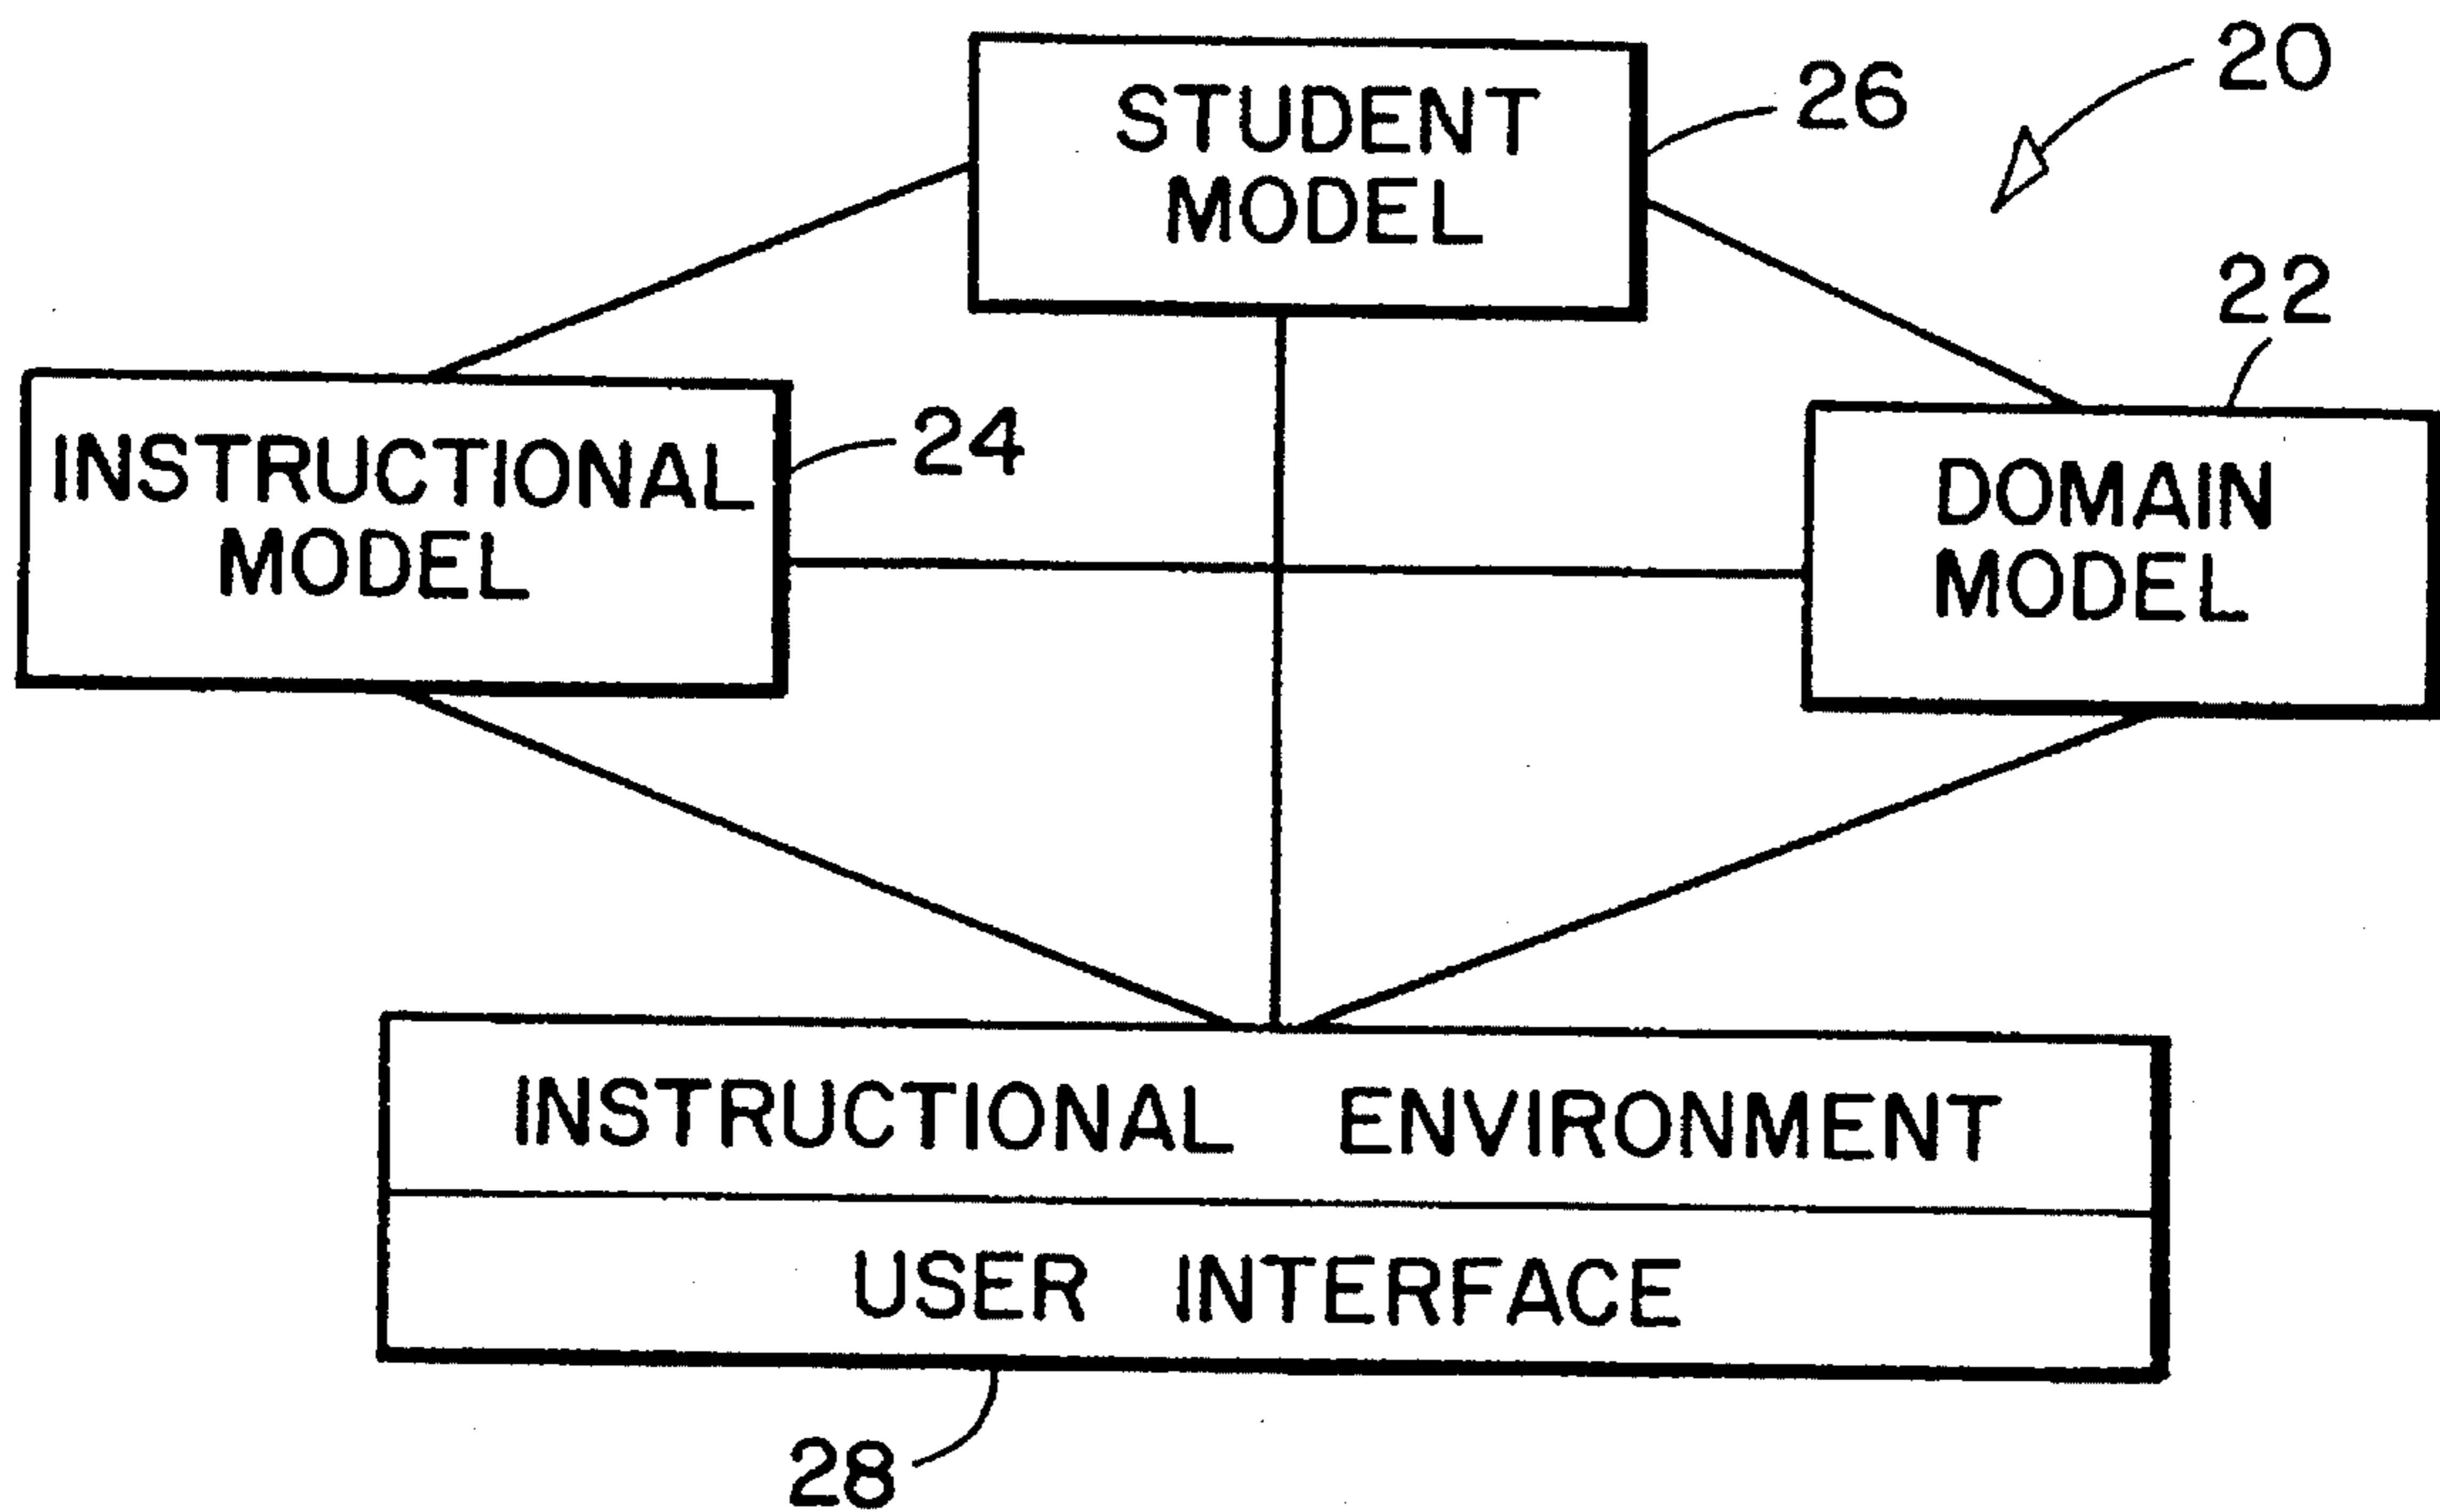 20
26
STUDENT
MODEL
22
24
INSTRUCTIONAL
MODEL
DOMAIN
MODEL
INSTRUCTIONAL ENVIRONMENT
USER INTERFACE
28